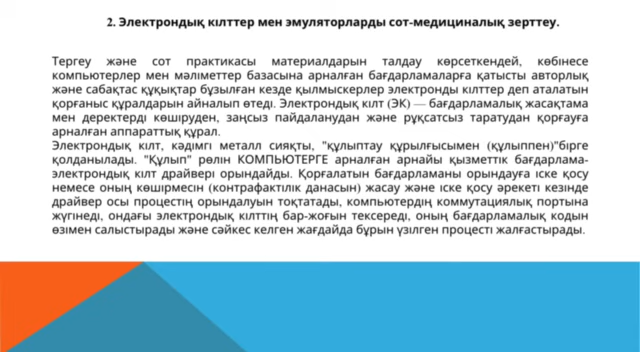 2. Электрондық кілттер мен эмуляторларды сот-медициналық зерттеу.
Тергеу және сот практикасы материалдарын талдау көрсеткендей, көбінесе
компьютерлер мен мәліметтер базасына арналған бағдарламаларға қатысты авторлық
және сабақтас құқықтар бұзылған кезде қылмыскерлер электронды кілттер деп аталатын
қорғаныс құралдарын айналып өтеді. Электрондық кілт (ЭК) — бағдарламалық жасақтама
мен деректерді көшіруден, заңсыз пайдаланудан және рұқсатсыз таратудан қорғауға
арналған аппараттық құрал.
Электрондық кілт, кәдімгі металл сияқты, "құлыптау құрылғысымен (құлыппен)"бірге
қолданылады. "Құлып" рөлін КОМПЬЮТЕРГЕ арналған арнайы қызметтік бағдарлама-
электрондық кілт драйвері орындайды. Қорғалатын бағдарламаны орындауға іске қосу
немесе оның көшірмесін (контрафактілік данасын) жасау және іске қосу әрекеті кезінде
драйвер осы процестің орындалуын тоқтатады, компьютердің коммутациялық портына
жүгінеді, ондағы электрондық кілттің бар-жоғын тексереді, оның бағдарламалық кодын
өзімен салыстырады және сәйкес келген жағдайда бұрын үзілген процесті жалғастырады.